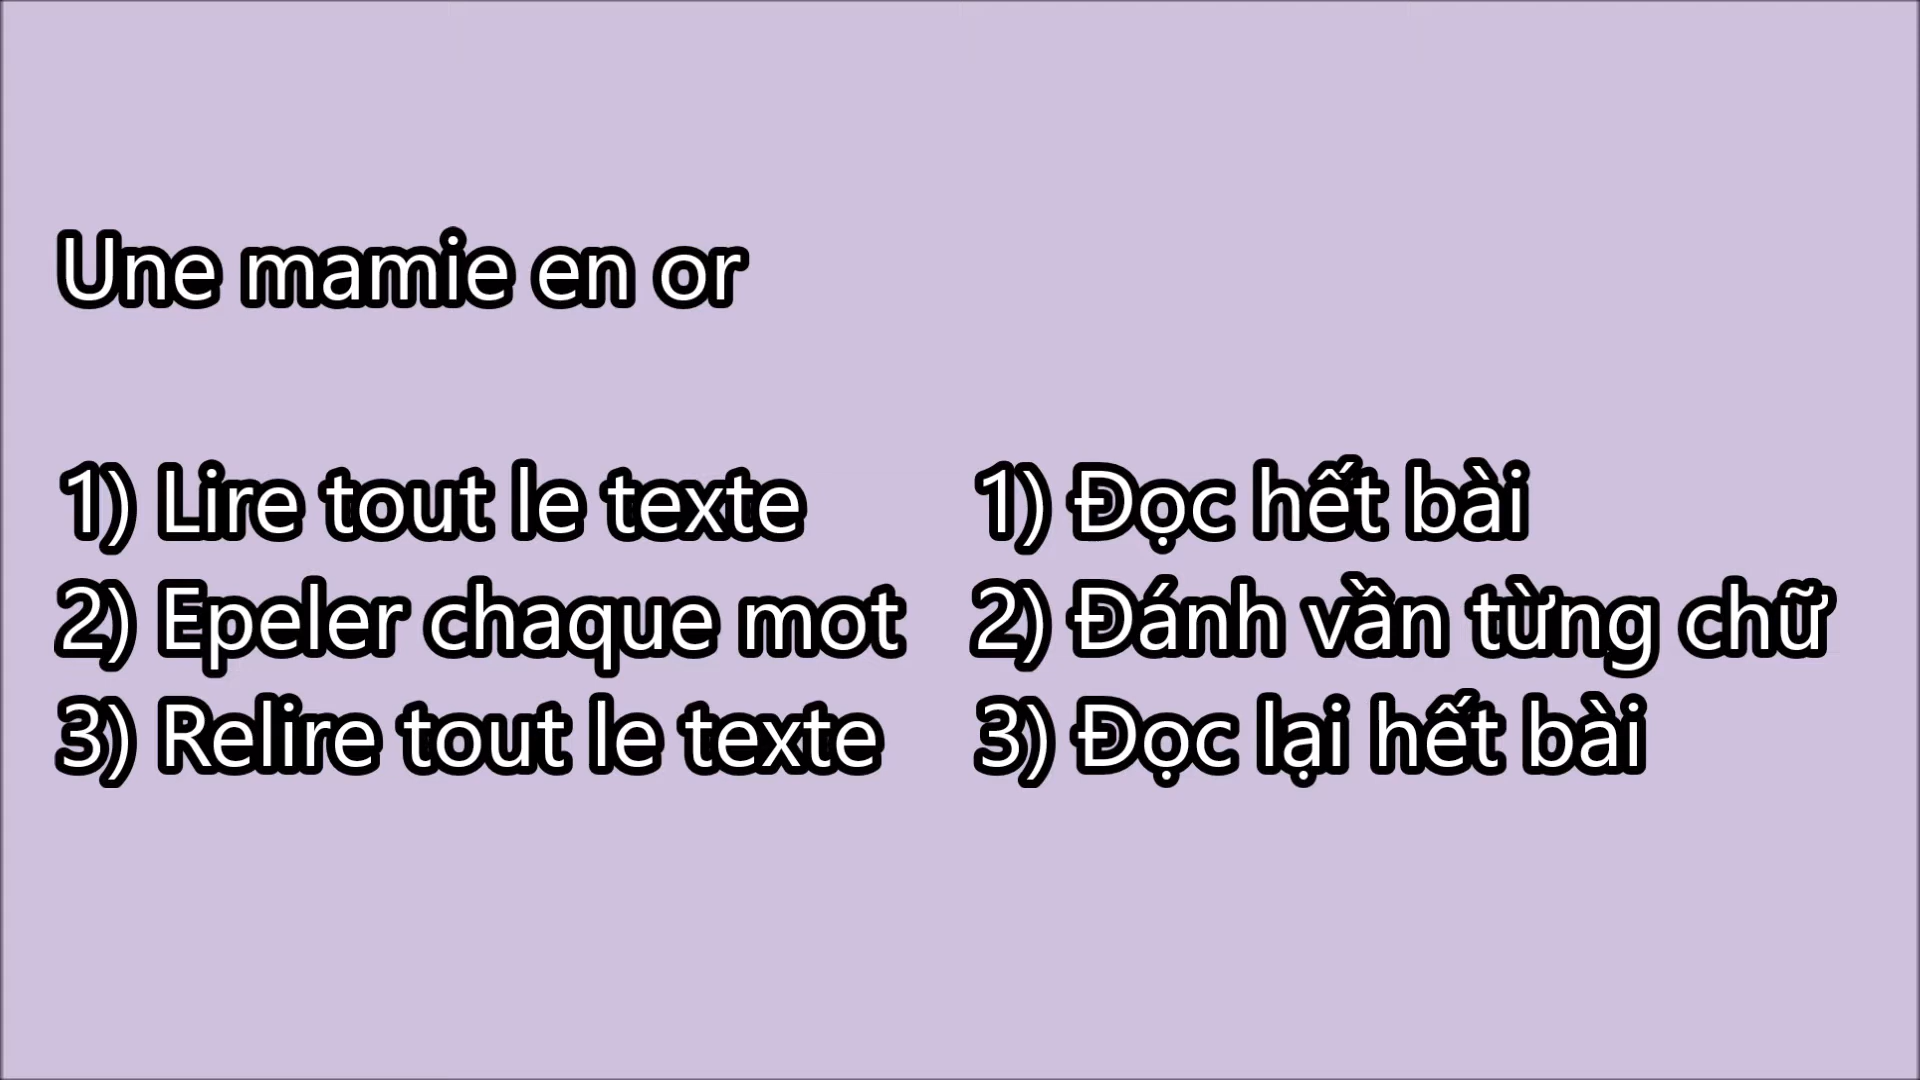 Une mamie en or
1) Lire tout le texte
2) Epeler chaque mot
3) Relire tout le texte
1) Đọc hết bài
2) Đánh vần từng chữ
3) Đọc lại hết bài